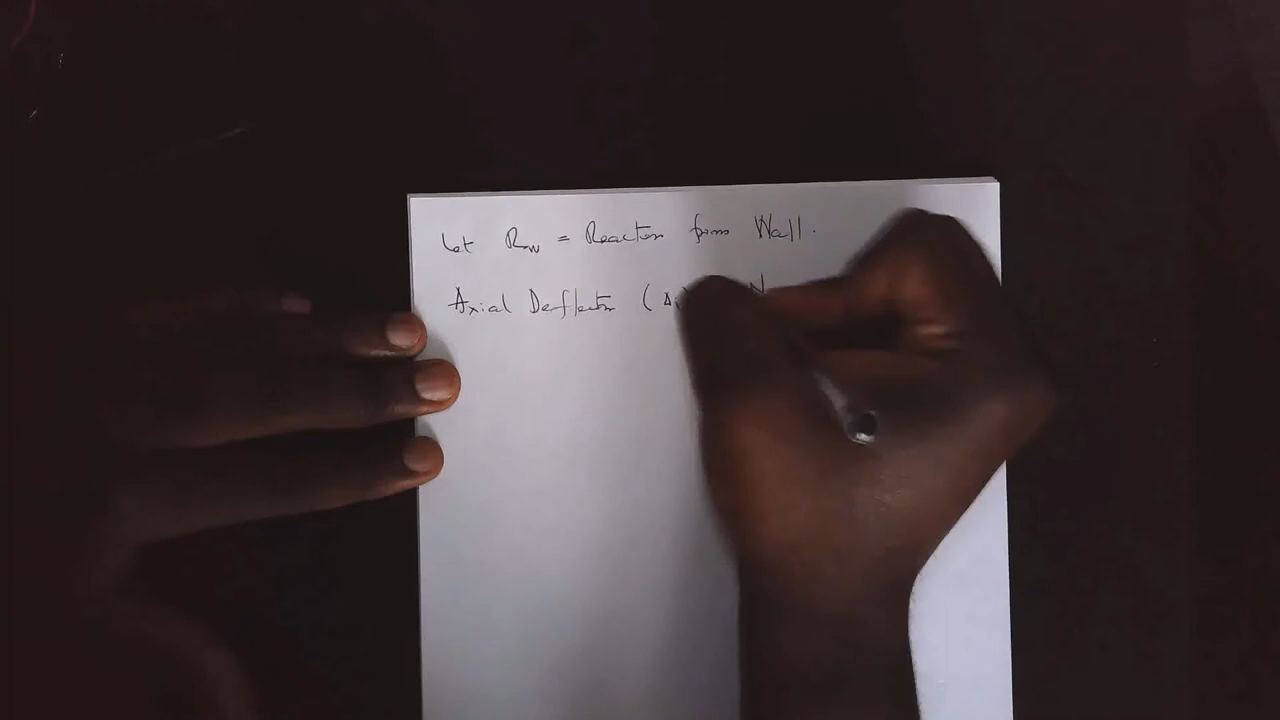 Let Rw = Reaction from Wall.
Axial Deflection (Δ N